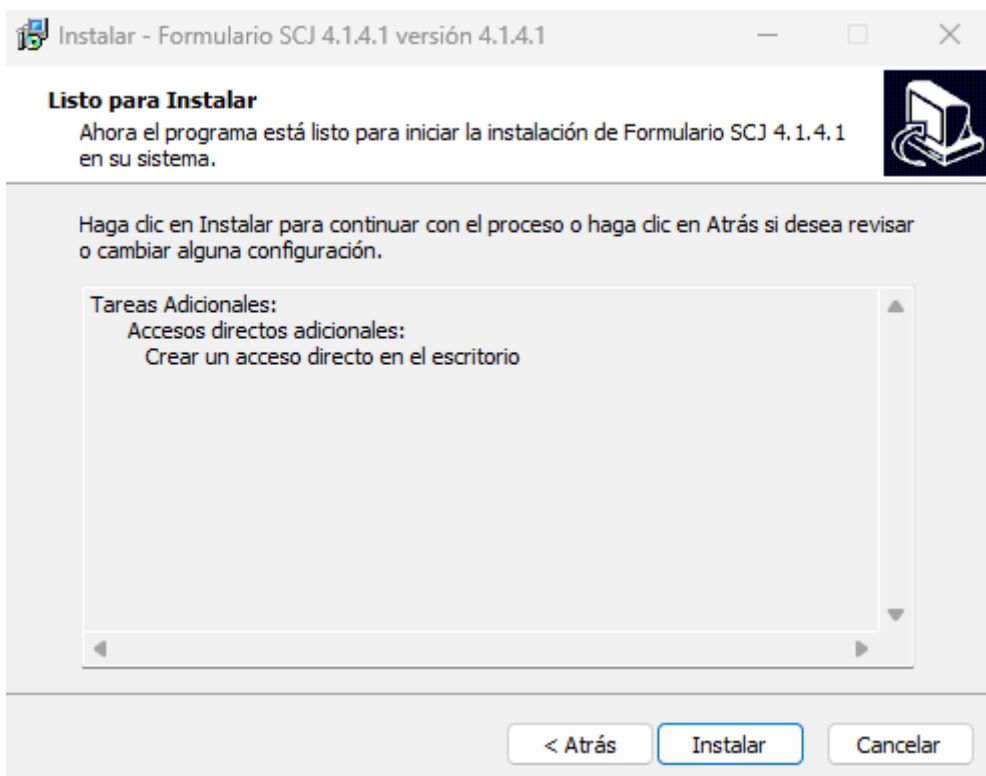 Instalar - Formulario SCJ 4.1.4.1 versión 4.1.4.1
Listo para Instalar
Ahora el programa está listo para iniciar la instalación de Formulario SCJ 4.1.4.1
en su sistema.
Haga clic en Instalar para continuar con el proceso o haga clic en Atrás si desea revisar
o cambiar alguna configuración.
Tareas Adicionales:
Accesos directos adicionales:
Crear un acceso directo en el escritorio
< Atrás
Instalar
Cancelar